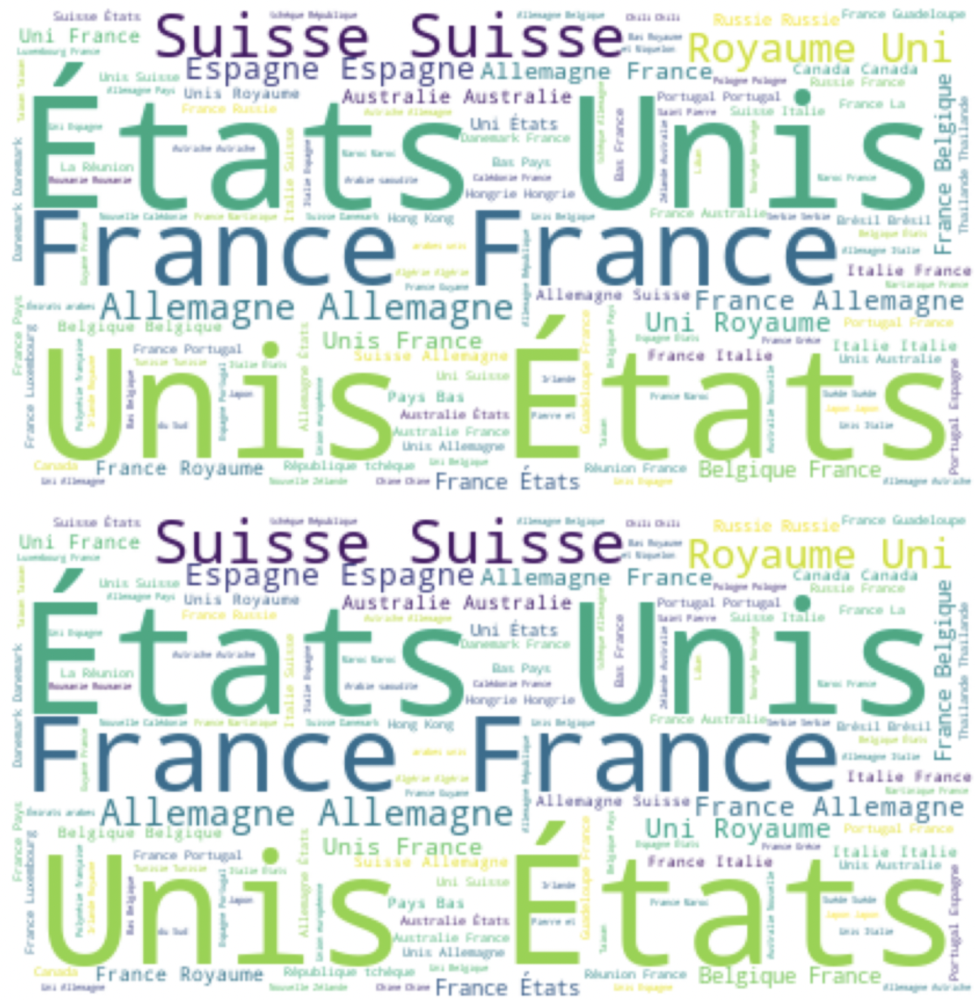 Suisse États
tchèque République
Allemagne Belgique
Chili Chili
Russie Russie
France Guadeloupe
Uni France
Suisse Suisse
Bas Royaume
Royaume Uni
Luxembourg France
et Miquelon
Espagne Espagne
Allemagne France
Canada Canada
Taiwan Taiwan
Unis Suisse
Pologne Pologne
Russie France
Allemagne Pays
Unis Royaume
Australie Australie
Portugal Portugal
France La
France Russie
Autriche Allemagne
Saint Pierre
Suisse Italie
États Unis
Uni Espagne
Uni États
Danemark France
Autriche Autriche
Maroc Maroc
La Réunion
Bas Pays
Roumanie Roumanie
Arabie saoudite
Calédonie France
Maroc France
Hongrie Hongrie
Italie Suisse
Italie Espagne
tchèque Allemagne
Bas France
Zélande Australie
Liban
Norvège Norvège
France Belgique
Thailande Thailande
Danemark Danemark
Nouvelle Calédonie
France Martinique
Suisse Danemark
Hong Kong
Unis Belgique
France Australie
Serbie Serbie
Brésil Brésil
Belgique États
France France
Guyane France
arabes unis
Allemagne Italie
Algérie Algérie
Italie France
France Guyane
Martinique France
Allemagne République
Émirats arabes
Allemagne Allemagne
Allemagne Suisse
France Allemagne
France Pays
Belgique Belgique
Uni Royaume
Portugal France
Unis France
Espagne États
France Grèce
France Portugal
Suisse Allemagne
France Italie
Italie Italie
Tunisie Tunisie
Italie États
Unis Australie
Unis États
France Luxembourg
Polynésie française
Irlande Royaume
Bas Belgique
Espagne Portugal
Japon
Allemagne États
Union européenne
Uni Suisse
Irlande
Guadeloupe France
Belgique Pays
Pays Bas
France Maroc
Suède Suède
Australie États
Pierre et
Japon Japon
du Sud
Australie France
Unis Italie
Unis Allemagne
Taiwan
Australie Nouvelle
Portugal Espagne
Canada
France Royaume
République tchèque
Uni Belgique
Réunion France
Belgique France
Uni Allemagne
Nouvelle Zélande
Chine Chine
France États
Unis Espagne
Allemagne Autriche
Suisse États
tchèque République
Allemagne Belgique
Chili Chili
Russie Russie
France Guadeloupe
Uni France
Suisse Suisse
Bas Royaume
Royaume Uni
Luxembourg France
et Miquelon
Espagne Espagne
Allemagne France
Canada Canada
Taiwan Taiwan
Unis Suisse
Pologne Pologne
Russie France
Allemagne Pays
Unis Royaume
Australie Australie
Portugal Portugal
France La
France Russie
Autriche Allemagne
Saint Pierre
Suisse Italie
États Unis
Uni Espagne
Uni États
Danemark France
Autriche Autriche
Maroc Maroc
La Réunion
Bas Pays
Roumanie Roumanie
Arabie saoudite
Calédonie France
Maroc France
Hongrie Hongrie
Italie Suisse
Italie Espagne
tchèque Allemagne
Bas France
Zélande Australie
Liban
Norvège Norvège
France Belgique
Thailande Thailande
Danemark Danemark
Nouvelle Calédonie
France Martinique
Suisse Danemark
Hong Kong
Unis Belgique
France Australie
Serbie Serbie
Brésil Brésil
Belgique États
France France
Guyane France
arabes unis
Allemagne Italie
Algérie Algérie
Italie France
France Guyane
Martinique France
Allemagne République
Émirats arabes
Allemagne Allemagne
Allemagne Suisse
France Allemagne
France Pays
Belgique Belgique
Uni Royaume
Portugal France
Unis France
Espagne États
France Grèce
France Portugal
Suisse Allemagne
France Italie
Italie Italie
Tunisie Tunisie
Italie États
Unis Australie
Unis États
France Luxembourg
Polynésie française
Irlande Royaume
Bas Belgique
Espagne Portugal
Japon
Allemagne États
Union européenne
Uni Suisse
Irlande
Guadeloupe France
Belgique Pays
Pays Bas
France Maroc
Suède Suède
Australie États
Pierre et
Japon Japon
du Sud
Australie France
Unis Italie
Unis Allemagne
Taiwan
Australie Nouvelle
Portugal Espagne
Canada
France Royaume
République tchèque
Uni Belgique
Réunion France
Belgique France
Uni Allemagne
Nouvelle Zélande
Chine Chine
France États
Unis Espagne
Allemagne Autriche